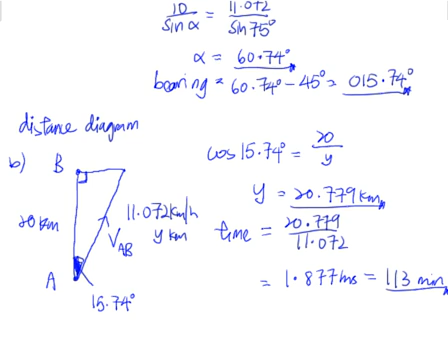 10/sin α = 11.072/sin 75°
α = 60.74°
bearing = 60.74° - 45° = 015.74°
distance diagram
b) B
cos 15.74° = 20/y
y = 20.779 km
20 km
11.072 km/h
y km
V_AB
time = 20.779/11.072
A
15.74°
= 1.877 hrs = 113 min